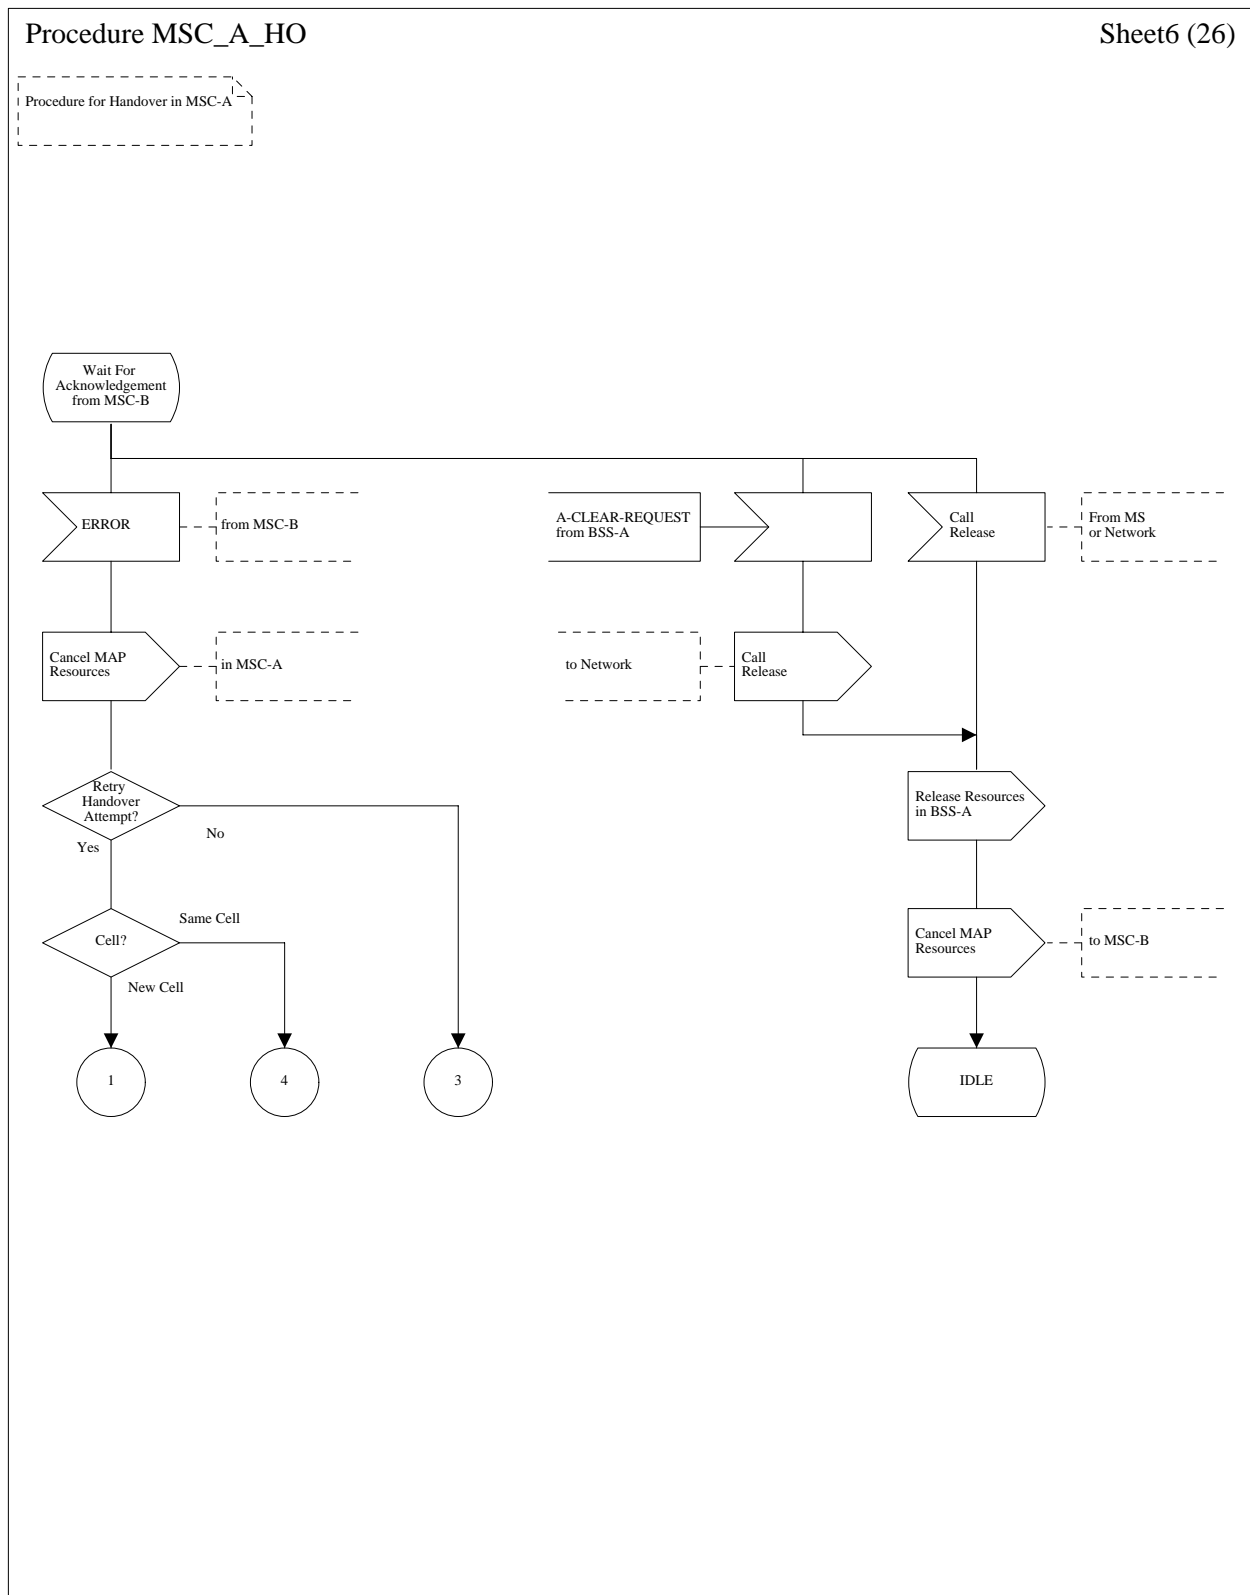 Procedure MSC_A_HO
Sheet6 (26)
Procedure for Handover in MSC-A
Wait For
Acknowledgement
from MSC-B
ERROR
from MSC-B
A-CLEAR-REQUEST
from BSS-A
Call
Release
From MS
or Network
Cancel MAP
Resources
in MSC-A
to Network
Call
Release
Retry
Handover
Attempt?
No
Yes
Release Resources
in BSS-A
Cell?
Same Cell
New Cell
Cancel MAP
Resources
to MSC-B
1
4
3
IDLE